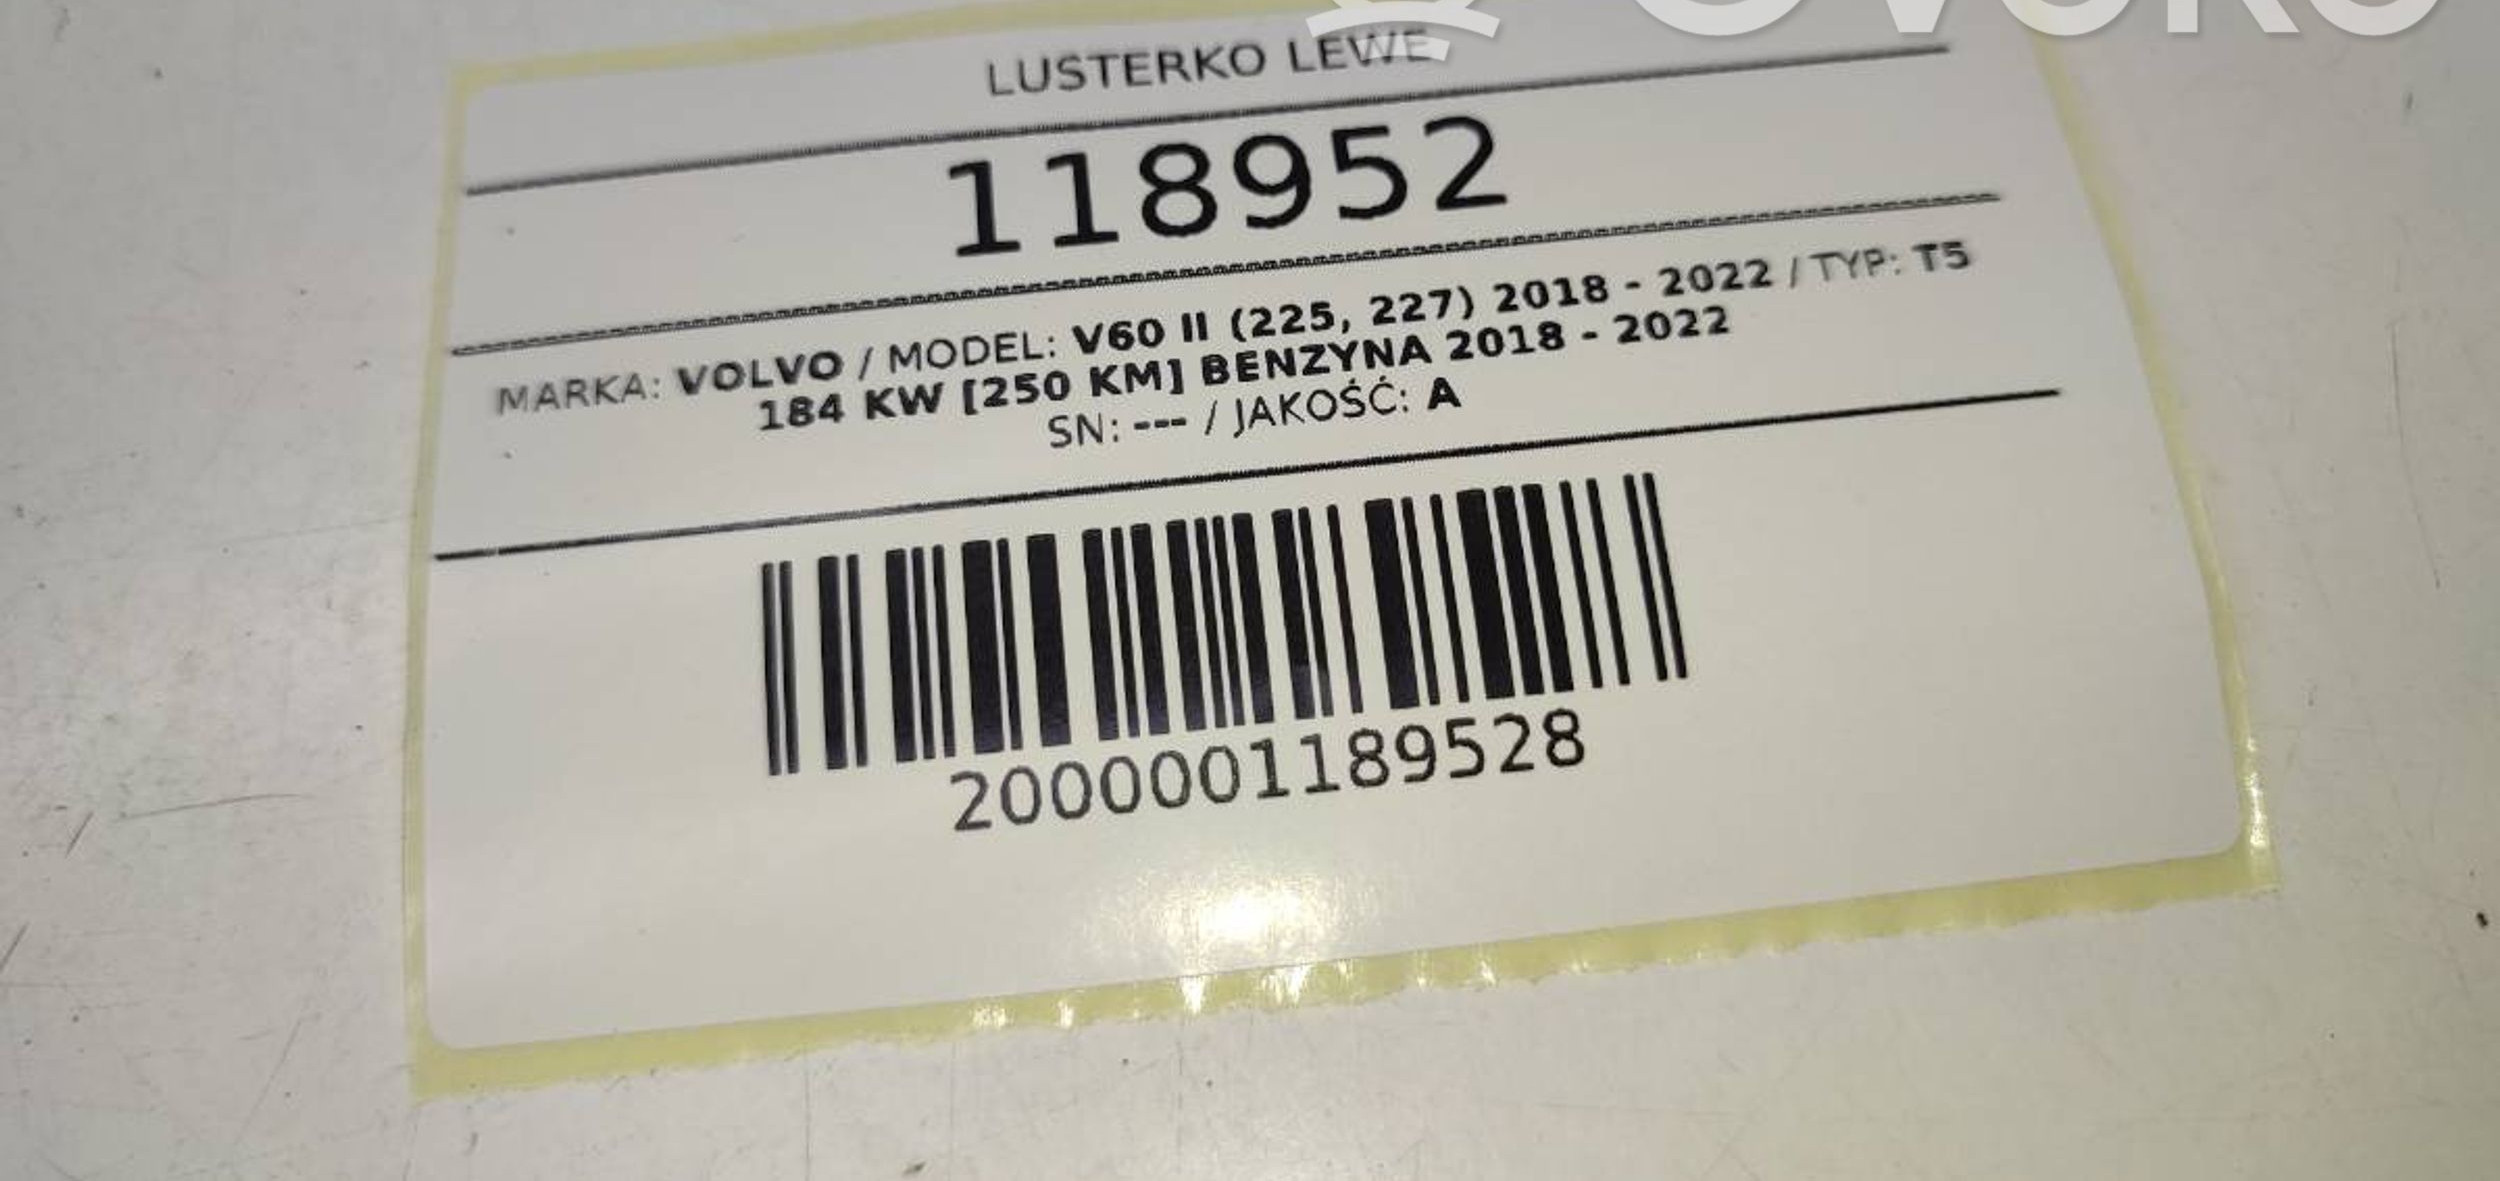 LUSTERKO LEWE
118952
MARKA: VOLVO / MODEL: V60 II (225, 227) 2018 - 2022 / TYP: T5
184 KW [250 KM] BENZYNA 2018 - 2022
SN: --- / JAKOŚĆ: A
2000001189528